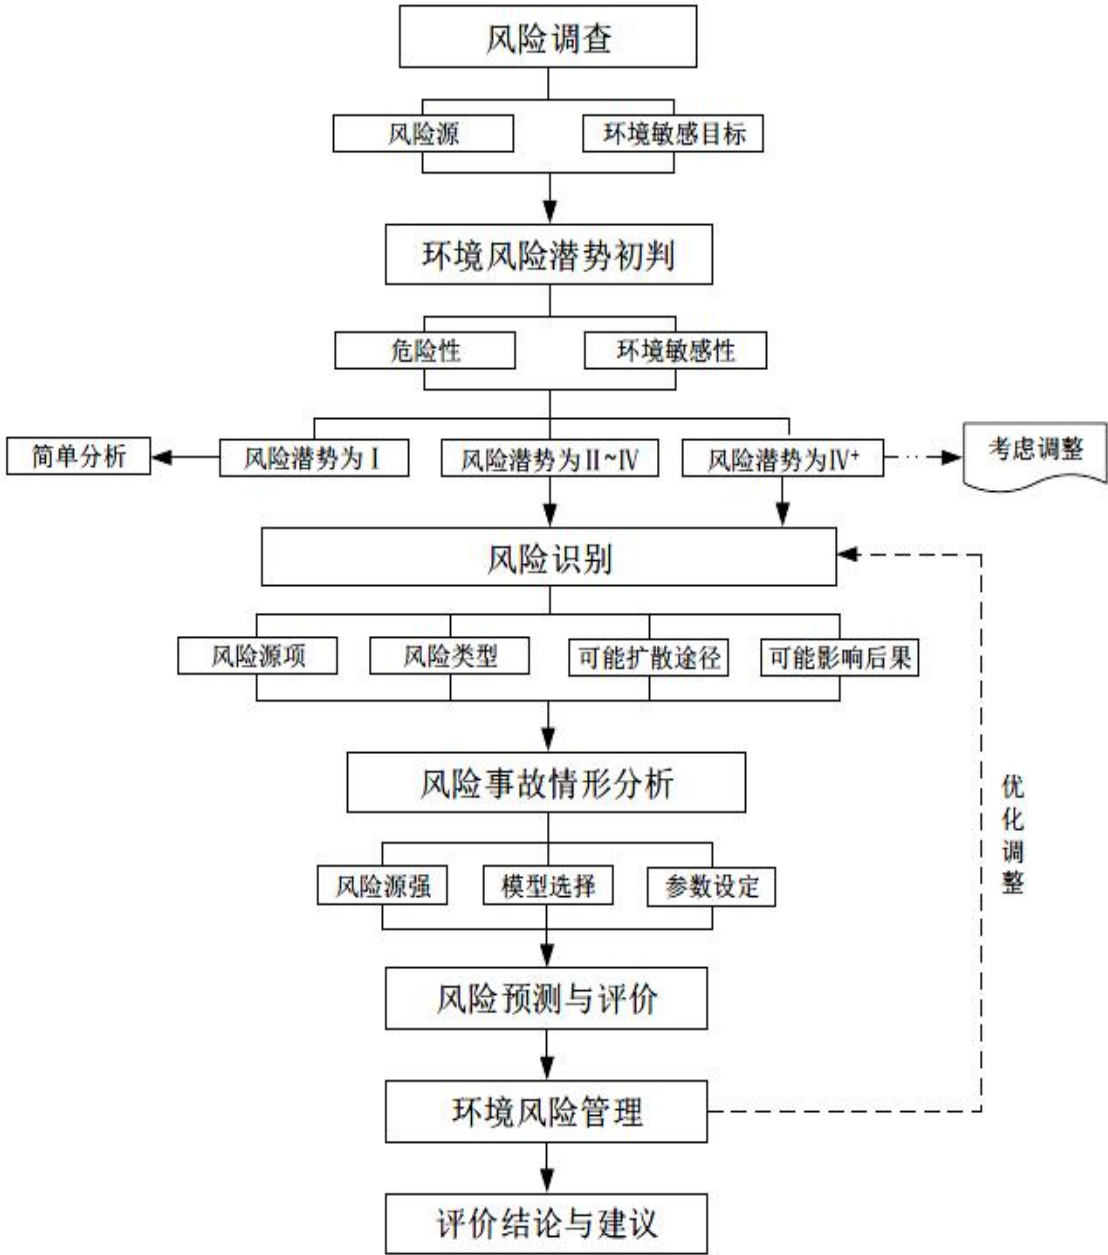 风险调查
风险源
环境敏感目标
环境风险潜势初判
危险性
环境敏感性
简单分析
风险潜势为Ⅰ
风险潜势为Ⅱ~Ⅳ
风险潜势为Ⅳ⁺
考虑调整
风险识别
风险源项
风险类型
可能扩散途径
可能影响后果
风险事故情形分析
优化调整
风险源强
模型选择
参数设定
风险预测与评价
环境风险管理
评价结论与建议